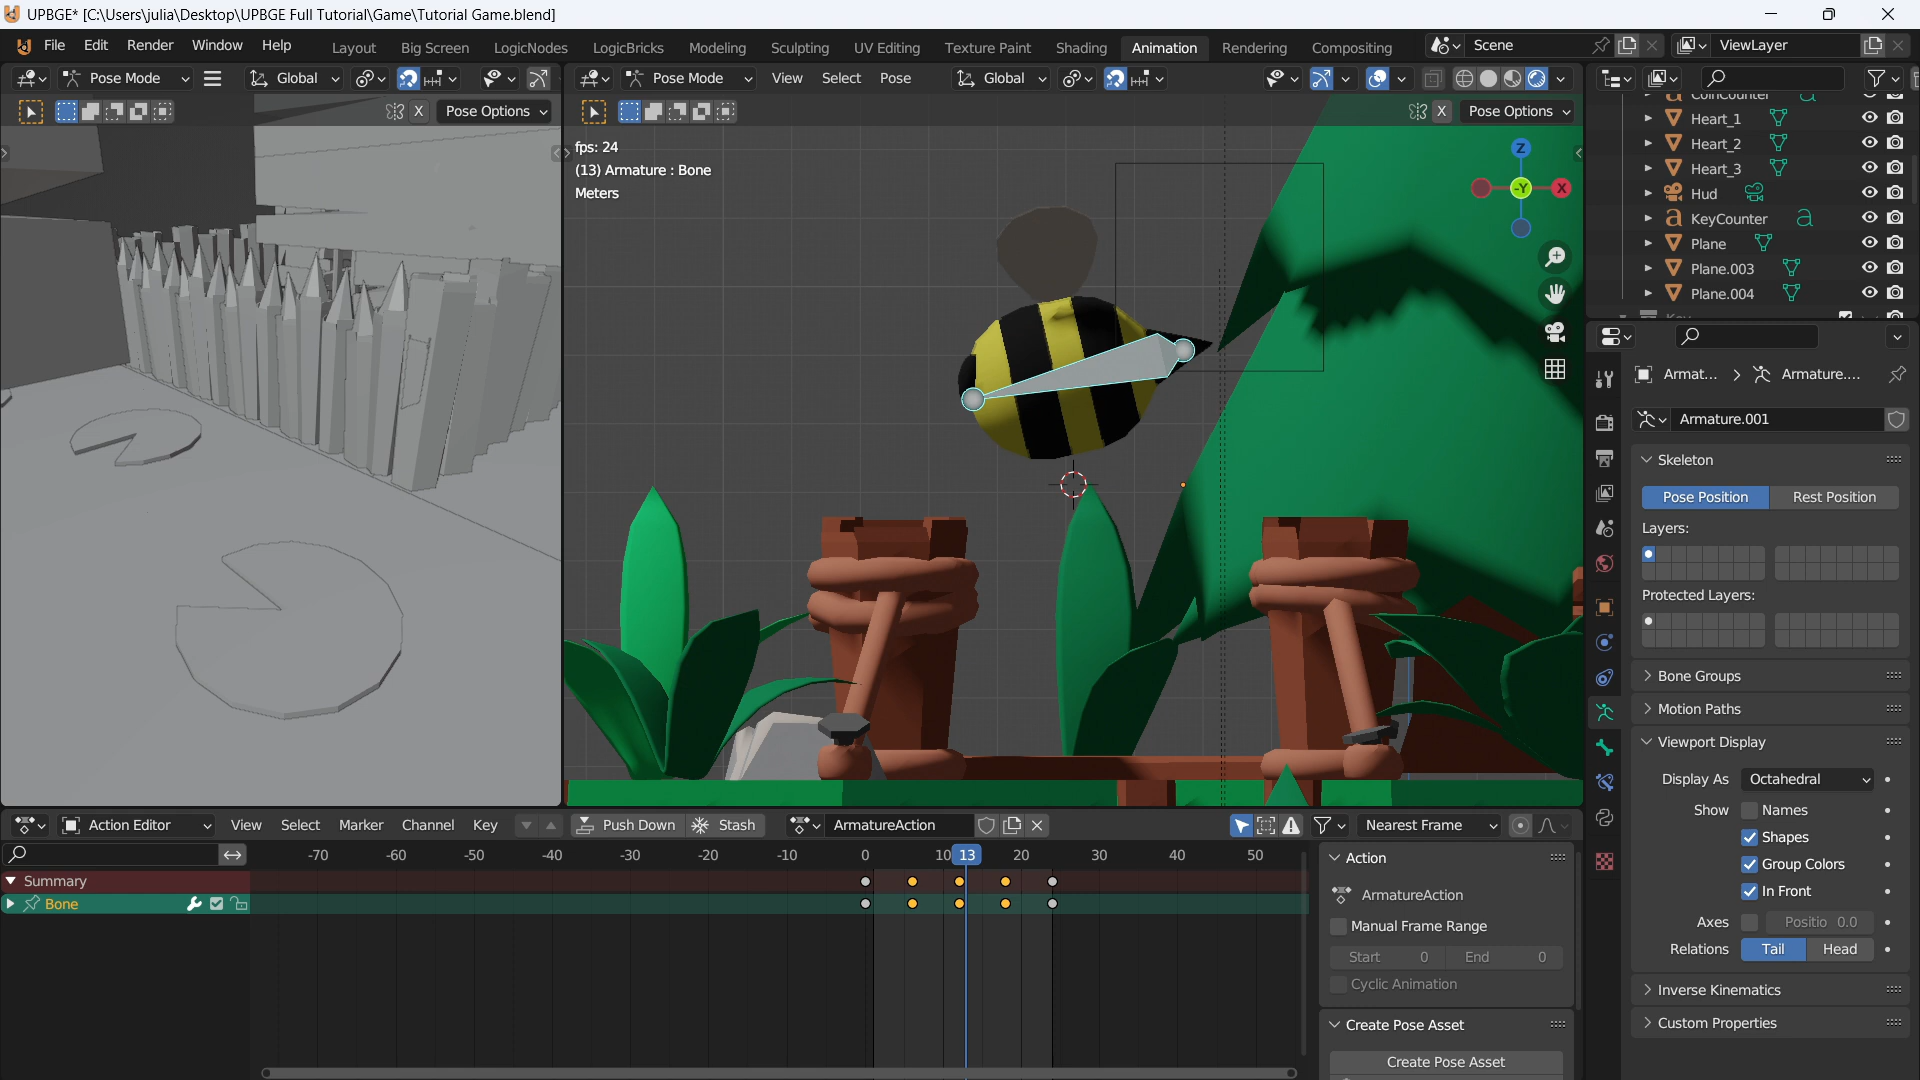 UPBGE* [C:\Users\julia\Desktop\UPBGE Full Tutorial\Game\Tutorial Game.blend]
File Edit Render Window Help Layout Big Screen LogicNodes LogicBricks Modeling Sculpting UV Editing Texture Paint Shading Animation Rendering Compositing Scene ViewLayer
Pose Mode Global Pose Mode View Select Pose Global
X Pose Options X Pose Options
fps: 24
(13) Armature : Bone
Meters
Z
-Y
X
CoinCounter
Heart_1
Heart_2
Heart_3
Hud
KeyCounter
Plane
Plane.003
Plane.004
Armat... Armature....
Armature.001
Skeleton
Pose Position Rest Position
Layers:
Protected Layers:
Bone Groups
Motion Paths
Viewport Display
Display As Octahedral
Show Names
Shapes
Group Colors
In Front
Axes Positio 0.0
Relations Tail Head
Inverse Kinematics
Custom Properties
Action Editor View Select Marker Channel Key Push Down Stash ArmatureAction Nearest Frame
-70 -60 -50 -40 -30 -20 -10 0 10 13 20 30 40 50
Summary
Bone
Action
ArmatureAction
Manual Frame Range
Start 0 End 0
Cyclic Animation
Create Pose Asset
Create Pose Asset